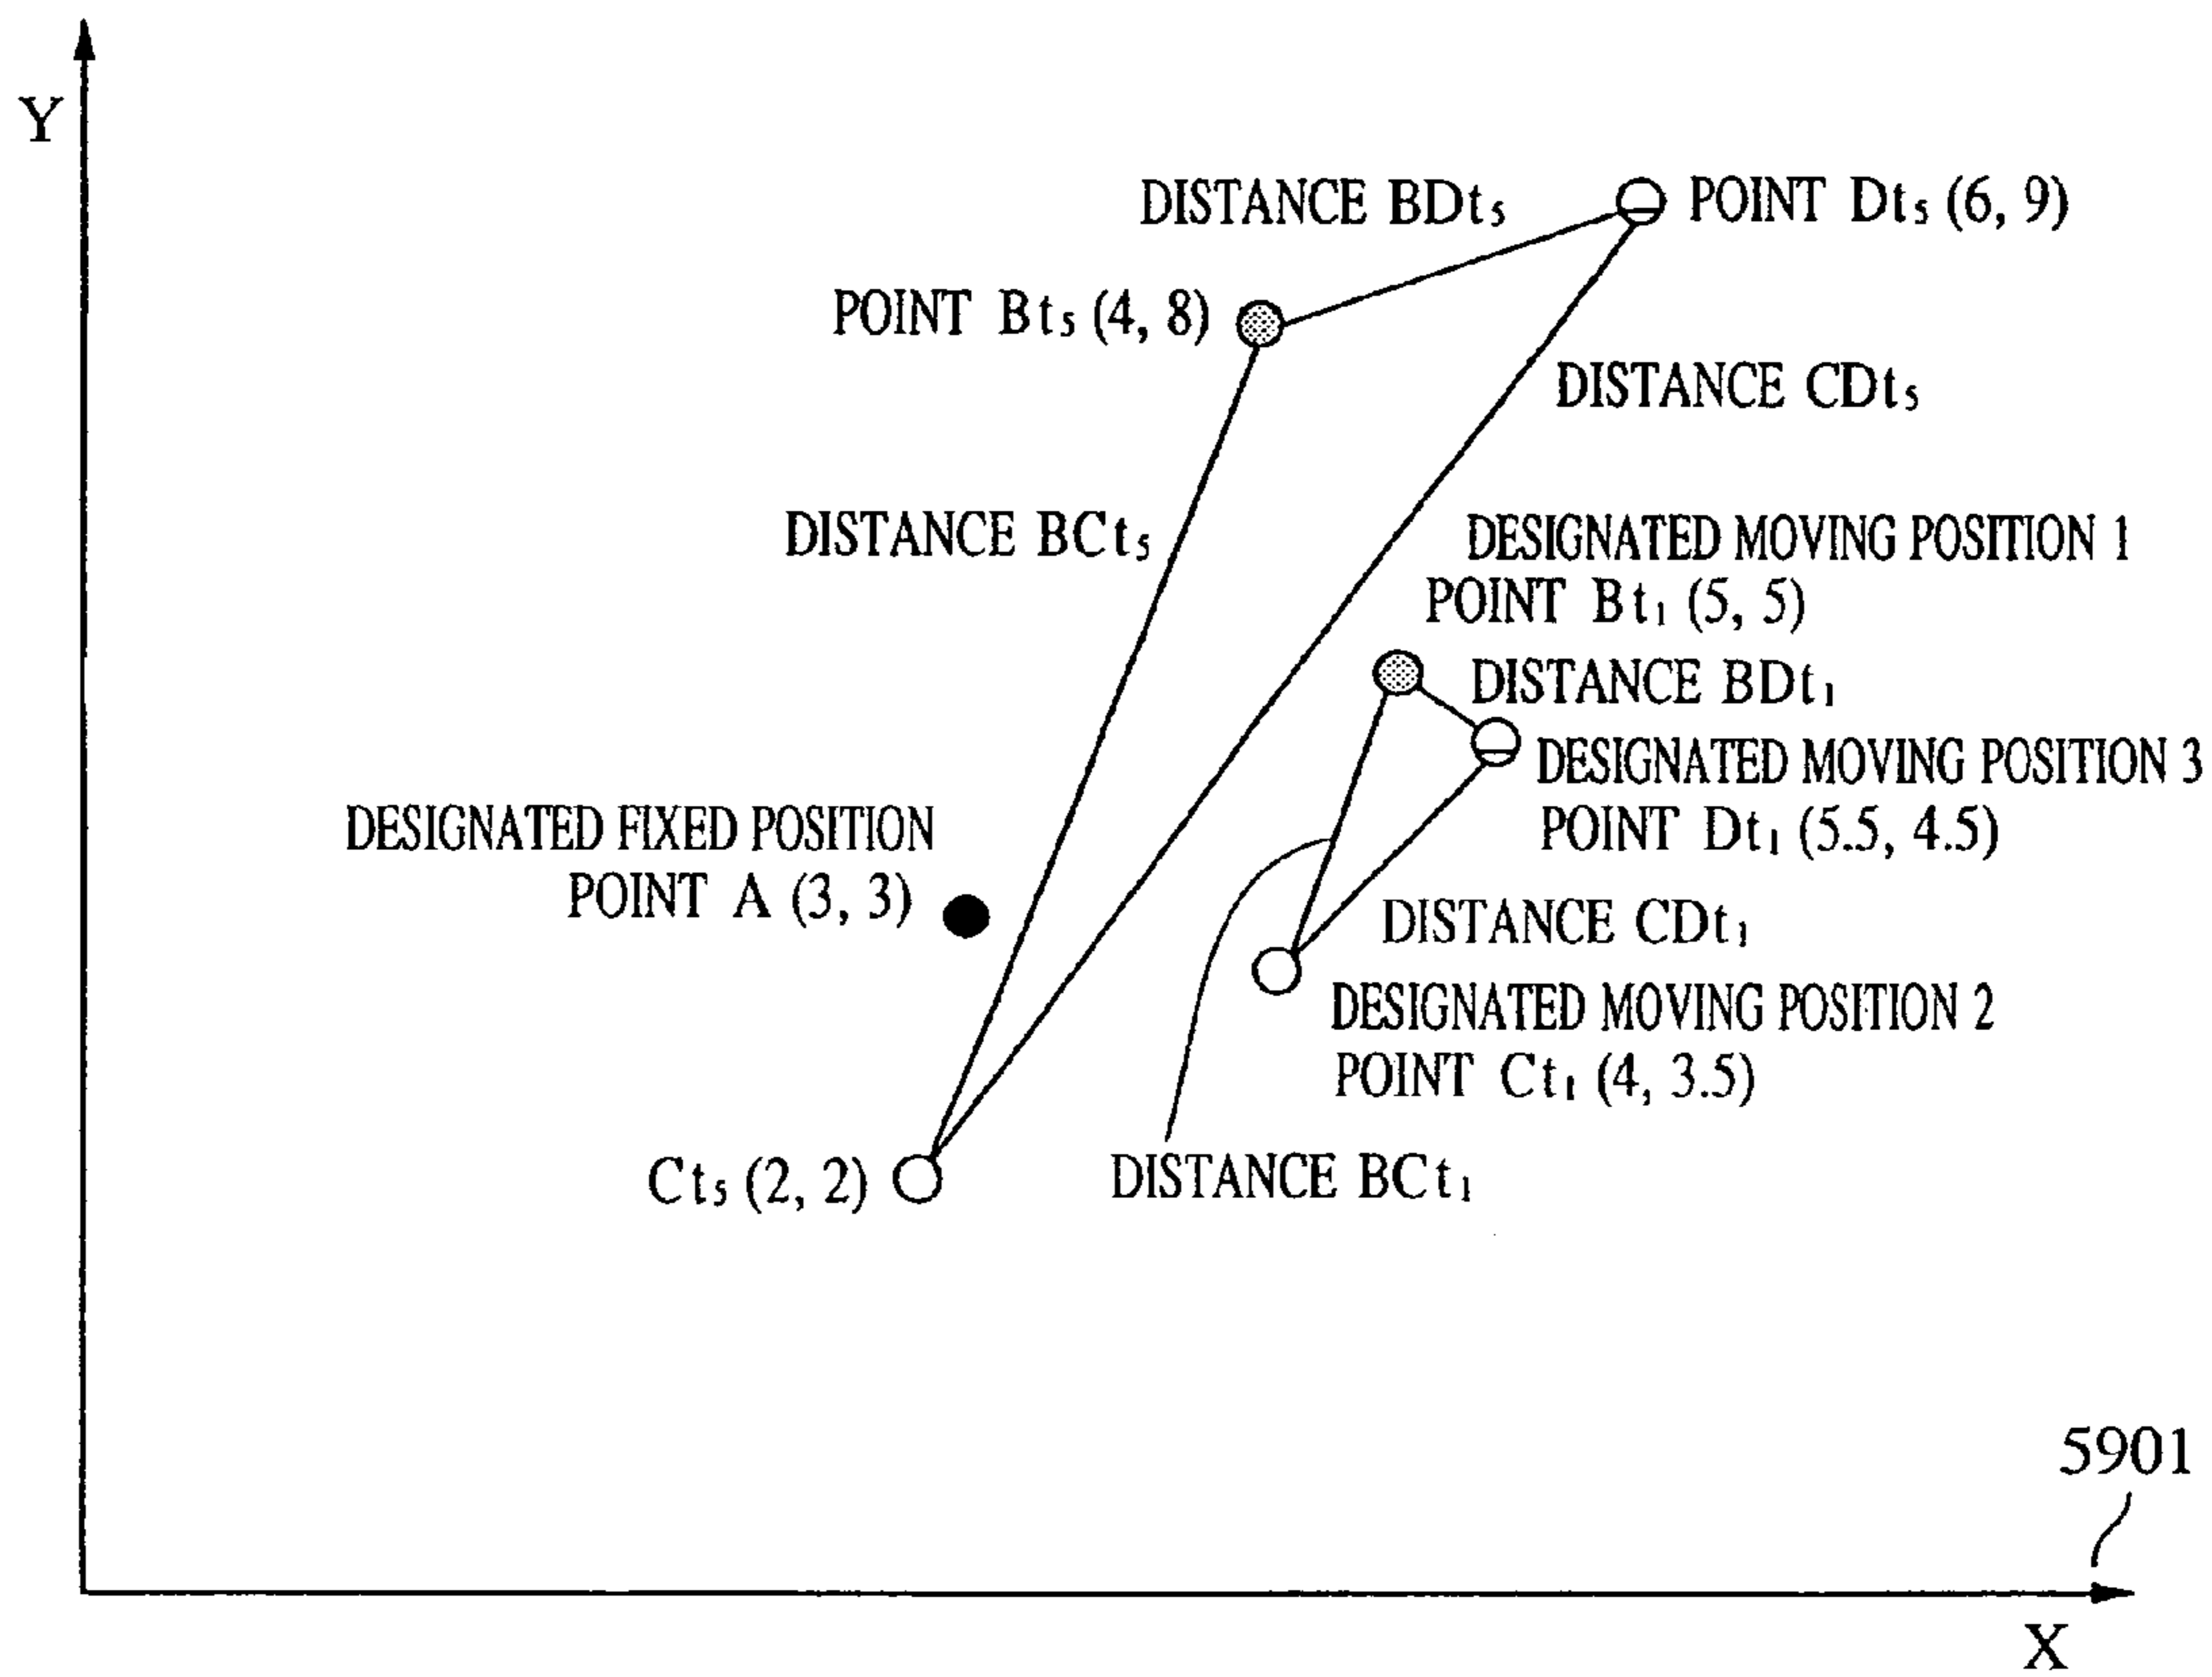 Y
DISTANCE BDt₅
POINT Dt₅ (6, 9)
POINT Bt₅ (4, 8)
DISTANCE CDt₅
DISTANCE BCt₅
DESIGNATED MOVING POSITION 1
POINT Bt₁ (5, 5)
DISTANCE BDt₁
DESIGNATED MOVING POSITION 3
POINT Dt₁ (5.5, 4.5)
DESIGNATED FIXED POSITION
POINT A (3, 3)
DISTANCE CDt₁
DESIGNATED MOVING POSITION 2
POINT Ct₁ (4, 3.5)
Ct₅ (2, 2)
DISTANCE BCt₁
5901
X